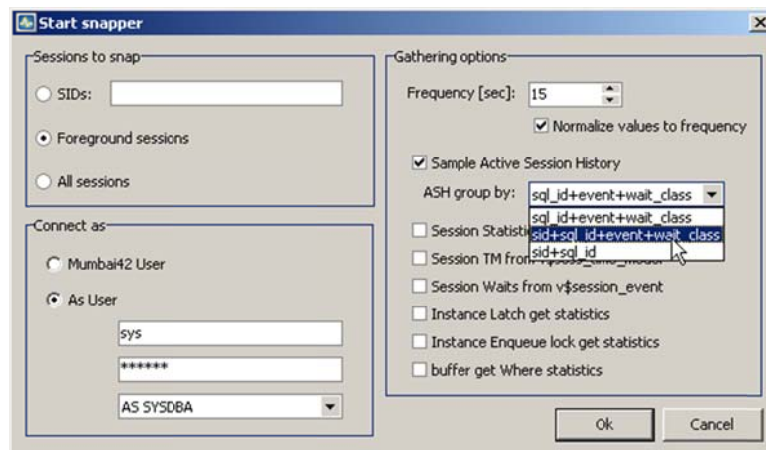 Start snapper
Sessions to snap
SIDs:
Foreground sessions
All sessions
Connect as
Mumbai42 User
As User
sys
******
AS SYSDBA
Gathering options
Frequency [sec]: 15
Normalize values to frequency
Sample Active Session History
ASH group by: sql_id+event+wait_class
sql_id+event+wait_class
sid+sql_id+event+wait_class
sid+sql_id
Session
Session TM from
Session Waits from v$session_event
Instance Latch get statistics
Instance Enqueue lock get statistics
buffer get Where statistics
Ok Cancel